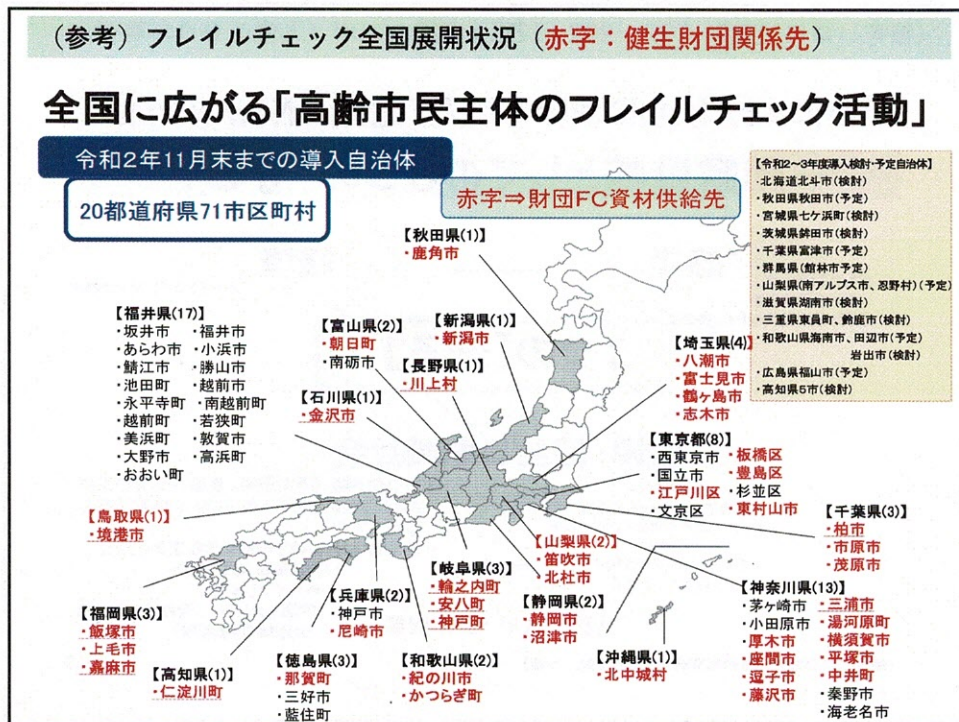 （参考）フレイルチェック全国展開状況（赤字：健生財団関係先）
全国に広がる「高齢市民主体のフレイルチェック活動」
令和2年11月末までの導入自治体
20都道府県71市区町村
赤字⇒財団FC資材供給先
【令和2～3年度導入検討・予定自治体】
・北海道北斗市(検討)
・秋田県秋田市(予定)
・宮城県七ケ浜町(検討)
・茨城県鉾田市(検討)
・千葉県富津市(予定)
・群馬県(館林市予定)
・山梨県(南アルプス市、忍野村)(予定)
・滋賀県湖南市(検討)
・三重県東員町、鈴鹿市(検討)
・和歌山県海南市、田辺市(予定)
岩出市(検討)
・広島県福山市(予定)
・高知県5市(検討)
【秋田県(1)】
・鹿角市
【福井県(17)】
・坂井市 ・福井市
・あらわ市 ・小浜市
・鯖江市 ・勝山市
・池田町 ・越前市
・永平寺町 ・南越前町
・越前町 ・若狭町
・美浜町 ・敦賀市
・大野市 ・高浜町
・おおい町
【富山県(2)】
・朝日町
・南砺市
【新潟県(1)】
・新潟市
【長野県(1)】
・川上村
【石川県(1)】
・金沢市
【埼玉県(4)】
・八潮市
・富士見市
・鶴ヶ島市
・志木市
【東京都(8)】
・西東京市 ・板橋区
・国立市 ・豊島区
・江戸川区 ・杉並区
・文京区 ・東村山市
【千葉県(3)】
・柏市
・市原市
・茂原市
【鳥取県(1)】
・境港市
【山梨県(2)】
・笛吹市
・北杜市
【岐阜県(3)】
・輪之内町
・安八町
・神戸町
【静岡県(2)】
・静岡市
・沼津市
【兵庫県(2)】
・神戸市
・尼崎市
【福岡県(3)】
・飯塚市
・上毛市
・嘉麻市
【高知県(1)】
・仁淀川町
【徳島県(3)】
・那賀町
・三好市
・藍住町
【和歌山県(2)】
・紀の川市
・かつらぎ町
【沖縄県(1)】
・北中城村
【神奈川県(13)】
・茅ヶ崎市 ・三浦市
・小田原市 ・湯河原町
・厚木市 ・横須賀市
・座間市 ・平塚市
・逗子市 ・中井町
・藤沢市 ・秦野市
・海老名市